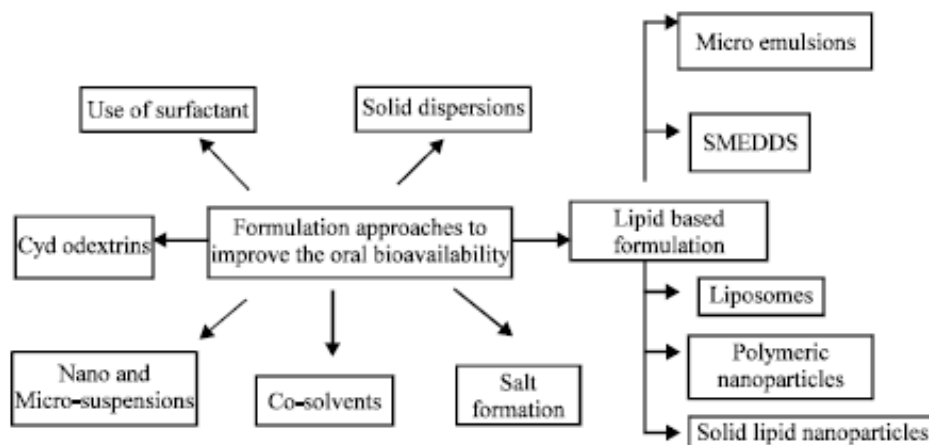 Micro emulsions
Use of surfactant
Solid dispersions
SMEDDS
Cyd odextrins
Formulation approaches to
improve the oral bioavailability
Lipid based
formulation
Liposomes
Nano and
Micro-suspensions
Co-solvents
Salt
formation
Polymeric
nanoparticles
Solid lipid nanoparticles